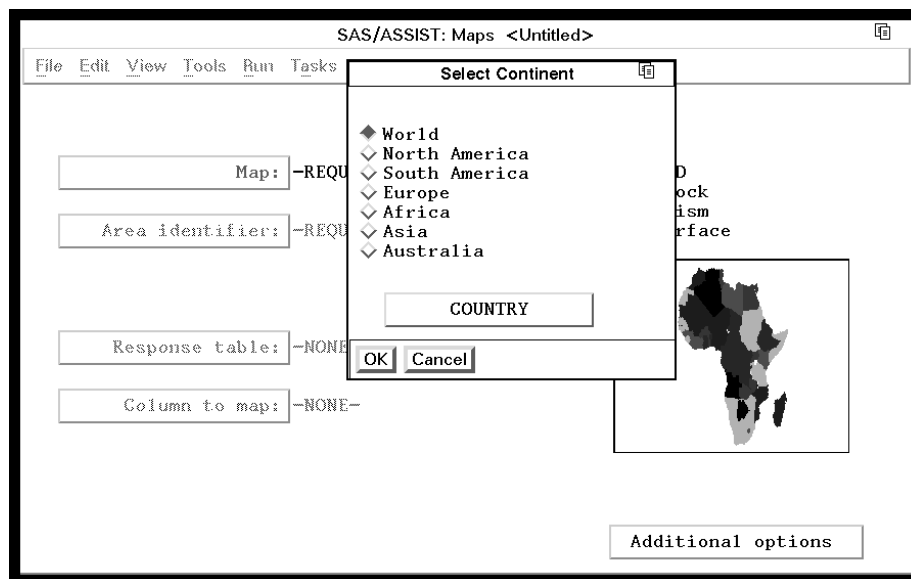 SAS/ASSIST: Maps <Untitled>
File Edit View Tools Run Tasks
Select Continent
World
North America
South America
Europe
Africa
Asia
Australia
COUNTRY
OK Cancel
Map: -REQU
Area identifier: -REQU
Response table: -NONE
Column to map: -NONE-
D
ock
ism
rface
Additional options